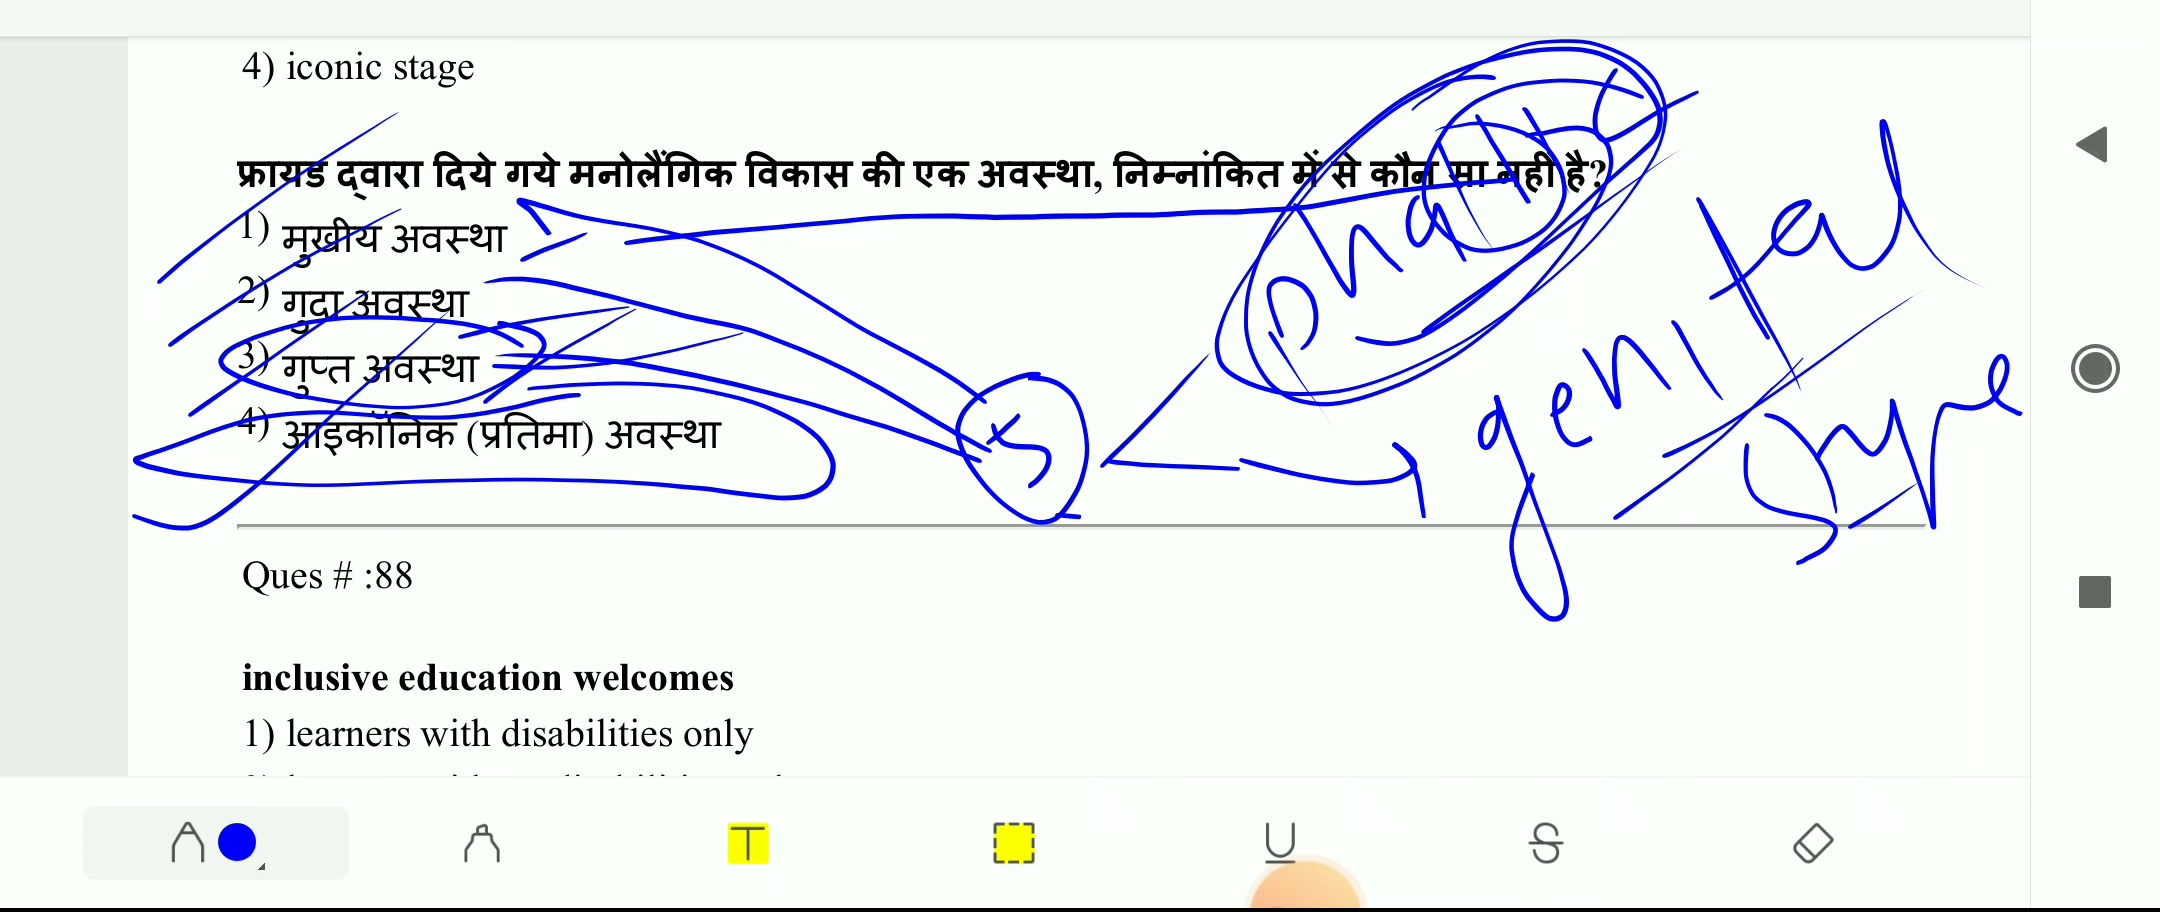 4) iconic stage
फ्रायड द्वारा दिये गये मनोलैंगिक विकास की एक अवस्था, निम्नांकित में से कौन सा नही है?
1) मुखीय अवस्था
2) गुदा अवस्था
3) गुप्त अवस्था
4) आइकॉनिक (प्रतिमा) अवस्था
phallic
5
genital
Ques # :88
inclusive education welcomes
1) learners with disabilities only